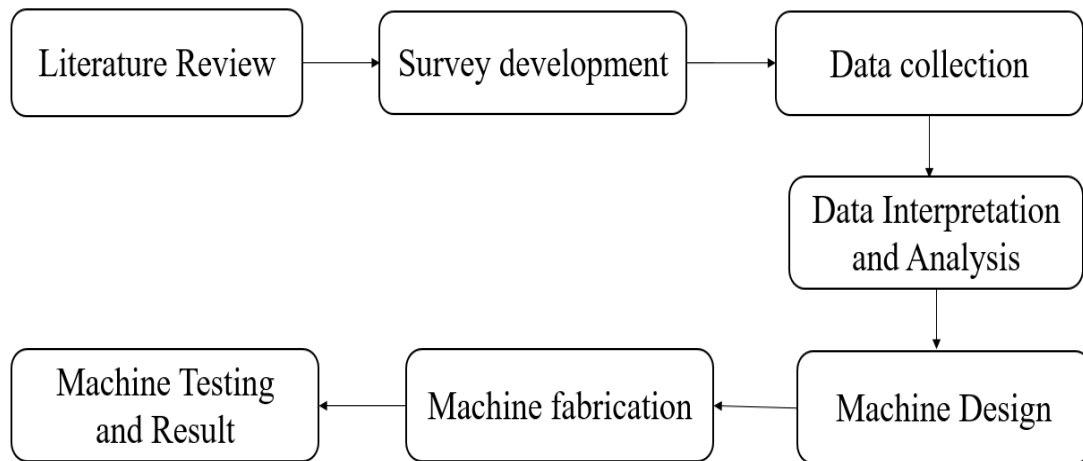 Literature Review
Survey development
Data collection
Data Interpretation
and Analysis
Machine Design
Machine fabrication
Machine Testing
and Result